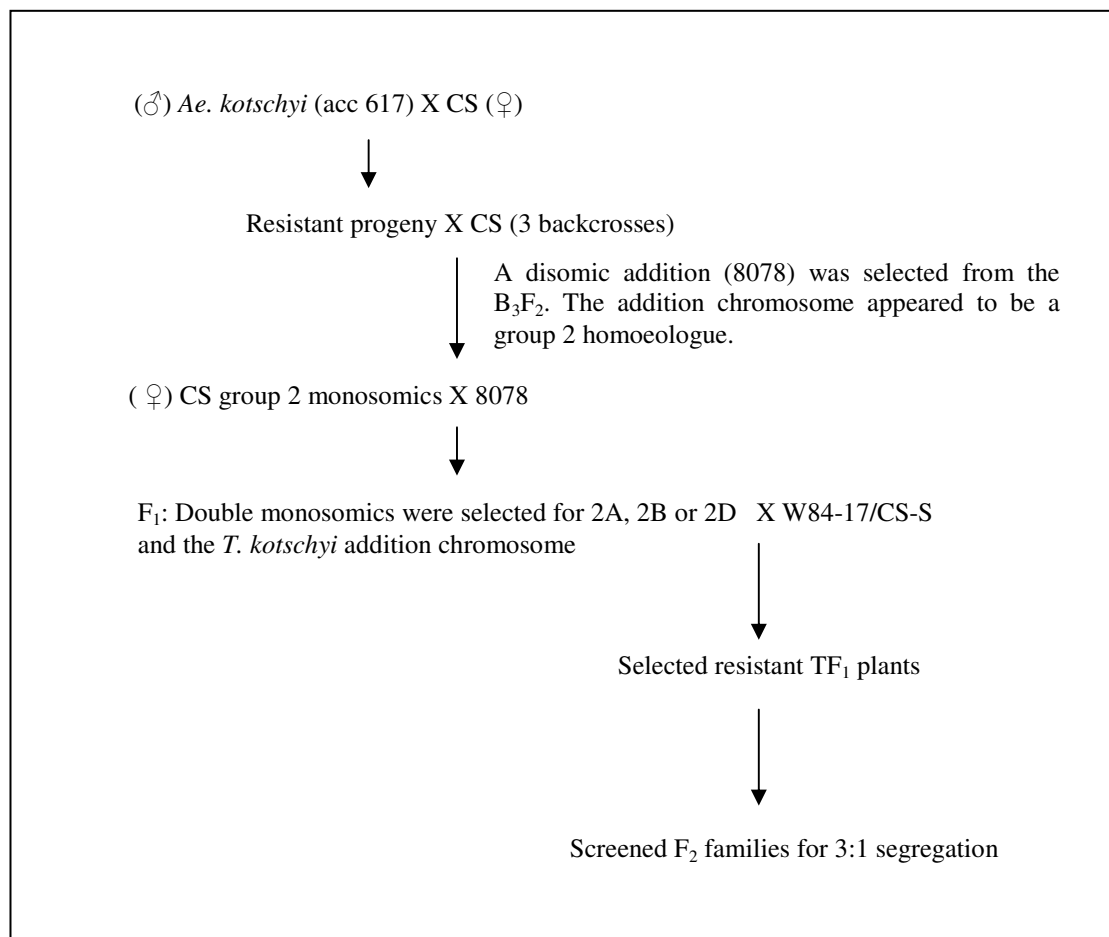 (♂) Ae. kotschyi (acc 617) X CS (♀)
Resistant progeny X CS (3 backcrosses)
A disomic addition (8078) was selected from the
B₃F₂. The addition chromosome appeared to be a
group 2 homoeologue.
( ♀) CS group 2 monosomics X 8078
F₁: Double monosomics were selected for 2A, 2B or 2D X W84-17/CS-S
and the T. kotschyi addition chromosome
Selected resistant TF₁ plants
Screened F₂ families for 3:1 segregation